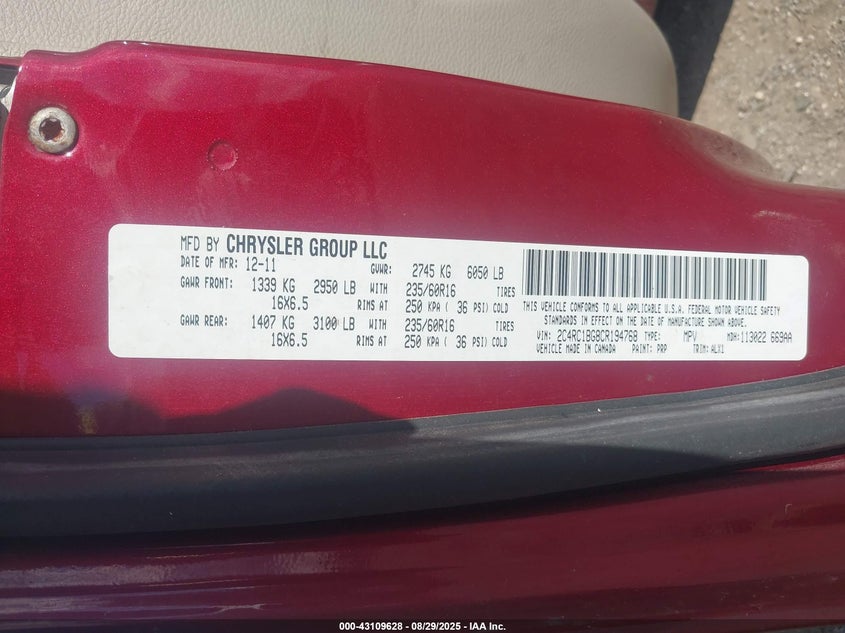 MFD BY CHRYSLER GROUP LLC
DATE OF MFR: 12-11 GVWR: 2745 KG 6050 LB
GAWR FRONT: 1339 KG 2950 LB WITH 235/60R16 TIRES
16X6.5 RIMS AT 250 KPA ( 36 PSI) COLD
GAWR REAR: 1407 KG 3100 LB WITH 235/60R16 TIRES
16X6.5 RIMS AT 250 KPA ( 36 PSI) COLD
THIS VEHICLE CONFORMS TO ALL APPLICABLE U.S.A. FEDERAL MOTOR VEHICLE SAFETY
STANDARDS IN EFFECT ON THE DATE OF MANUFACTURE SHOWN ABOVE.
VIN: 2C4RC1BG8CR194768 TYPE: MPV MDH: 113022 669AA
VEHICLE MADE IN CANADA PAINT: PRP TRIM: ALX1
000-43109628 - 08/29/2025 - IAA Inc.